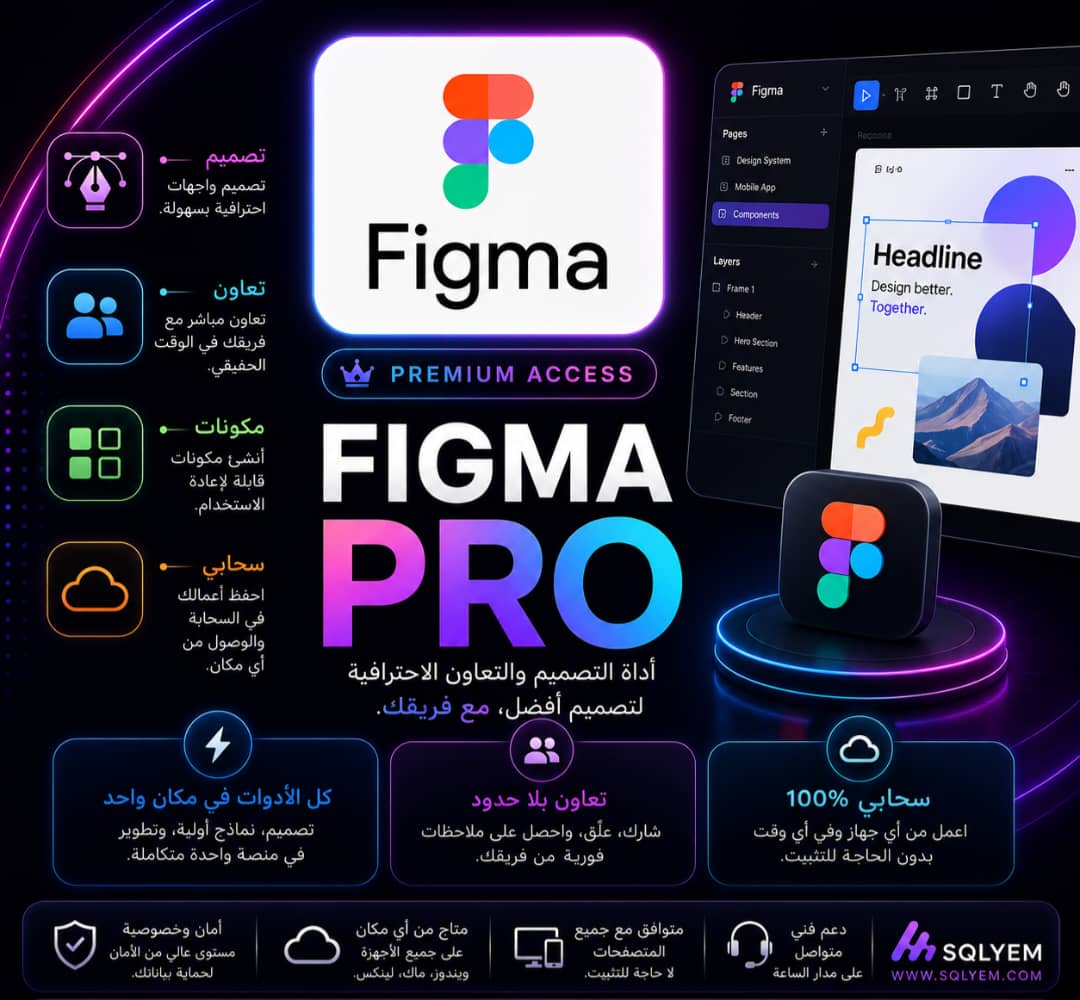 Figma
PREMIUM ACCESS
FIGMA
PRO
أداة التصميم والتعاون الاحترافية
لتصميم أفضل، مع فريقك.
تصميم
تصميم واجهات
احترافية بسهولة.
تعاون
تعاون مباشر مع
فريقك في الوقت
الحفيقي.
مكونات
أنشئ مكونات
قابلة لإعادة
الاستخدام.
سحابي
احفظ أعمالك
في السحابة
والوصول من
أي مكان.
Figma
Pages
Design System
Mobile App
Components
Layers
Frame 1
Header
Hero Section
Features
Section
Footer
Headline
Design better.
Together.
سحابي 100%
اعمل من أي جهاز وفي أي وقت
بدون الحاجة للتثبيت.
تعاون بلا حدود
شارك، علّق، واحصل على ملاحظات
فورية من فريقك.
كل الأدوات في مكان واحد
تصميم، نماذج أولية، وتطوير
في منصة واحدة متكاملة.
SQLYEM
WWW.SQLYEM.COM
دعم فني
متواصل
على مدار الساعة
متوافق مع جميع
المتصفحات
لا حاجة للتثبيت.
متاح من أي مكان
على جميع الأجهزة
ويندوز، ماك، لينكس.
أمان وخصوصية
مستوى عالي من الأمان
لحماية بياناتك.